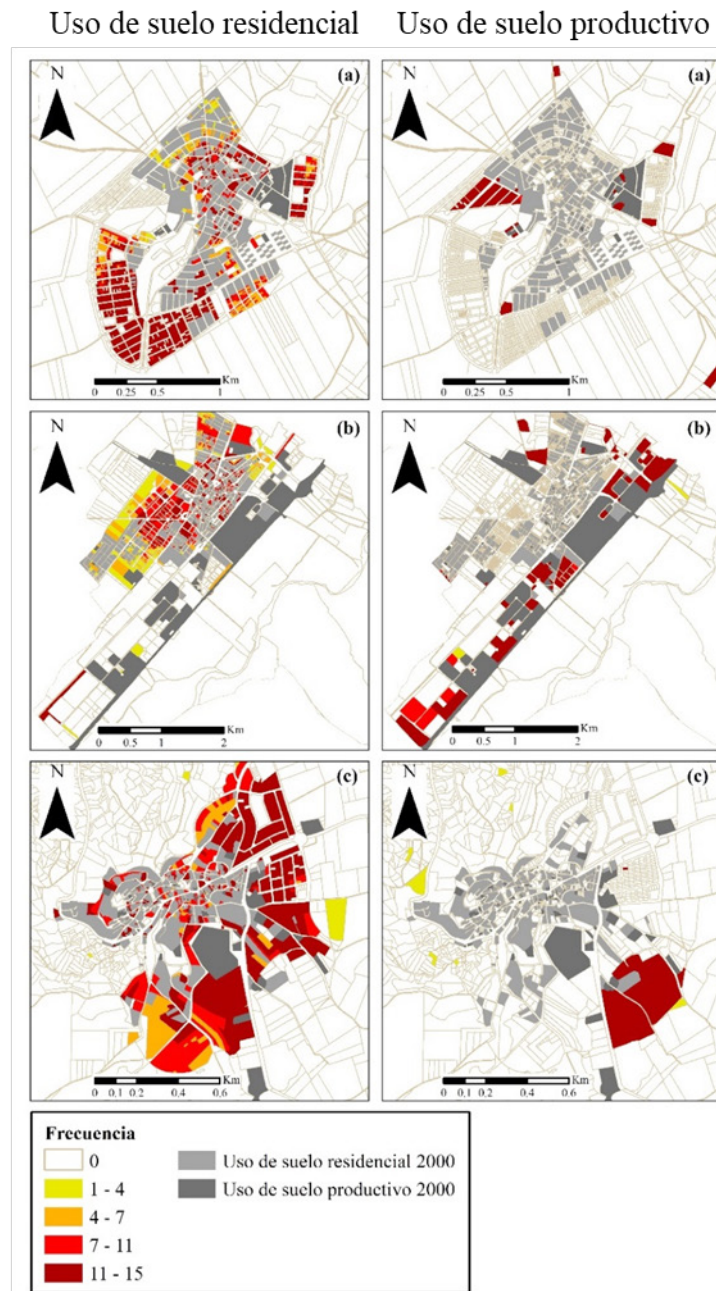 Uso de suelo residencial Uso de suelo productivo
N (a) N (a)
Km Km
0 0.25 0.5 1 0 0.25 0.5 1
N (b) N (b)
Km Km
0 0.5 1 2 0 0.5 1 2
N (c) N (c)
Km Km
0 0,1 0,2 0,4 0,6 0 0,1 0,2 0,4 0,6
Frecuencia
0 Uso de suelo residencial 2000
1 - 4 Uso de suelo productivo 2000
4 - 7
7 - 11
11 - 15